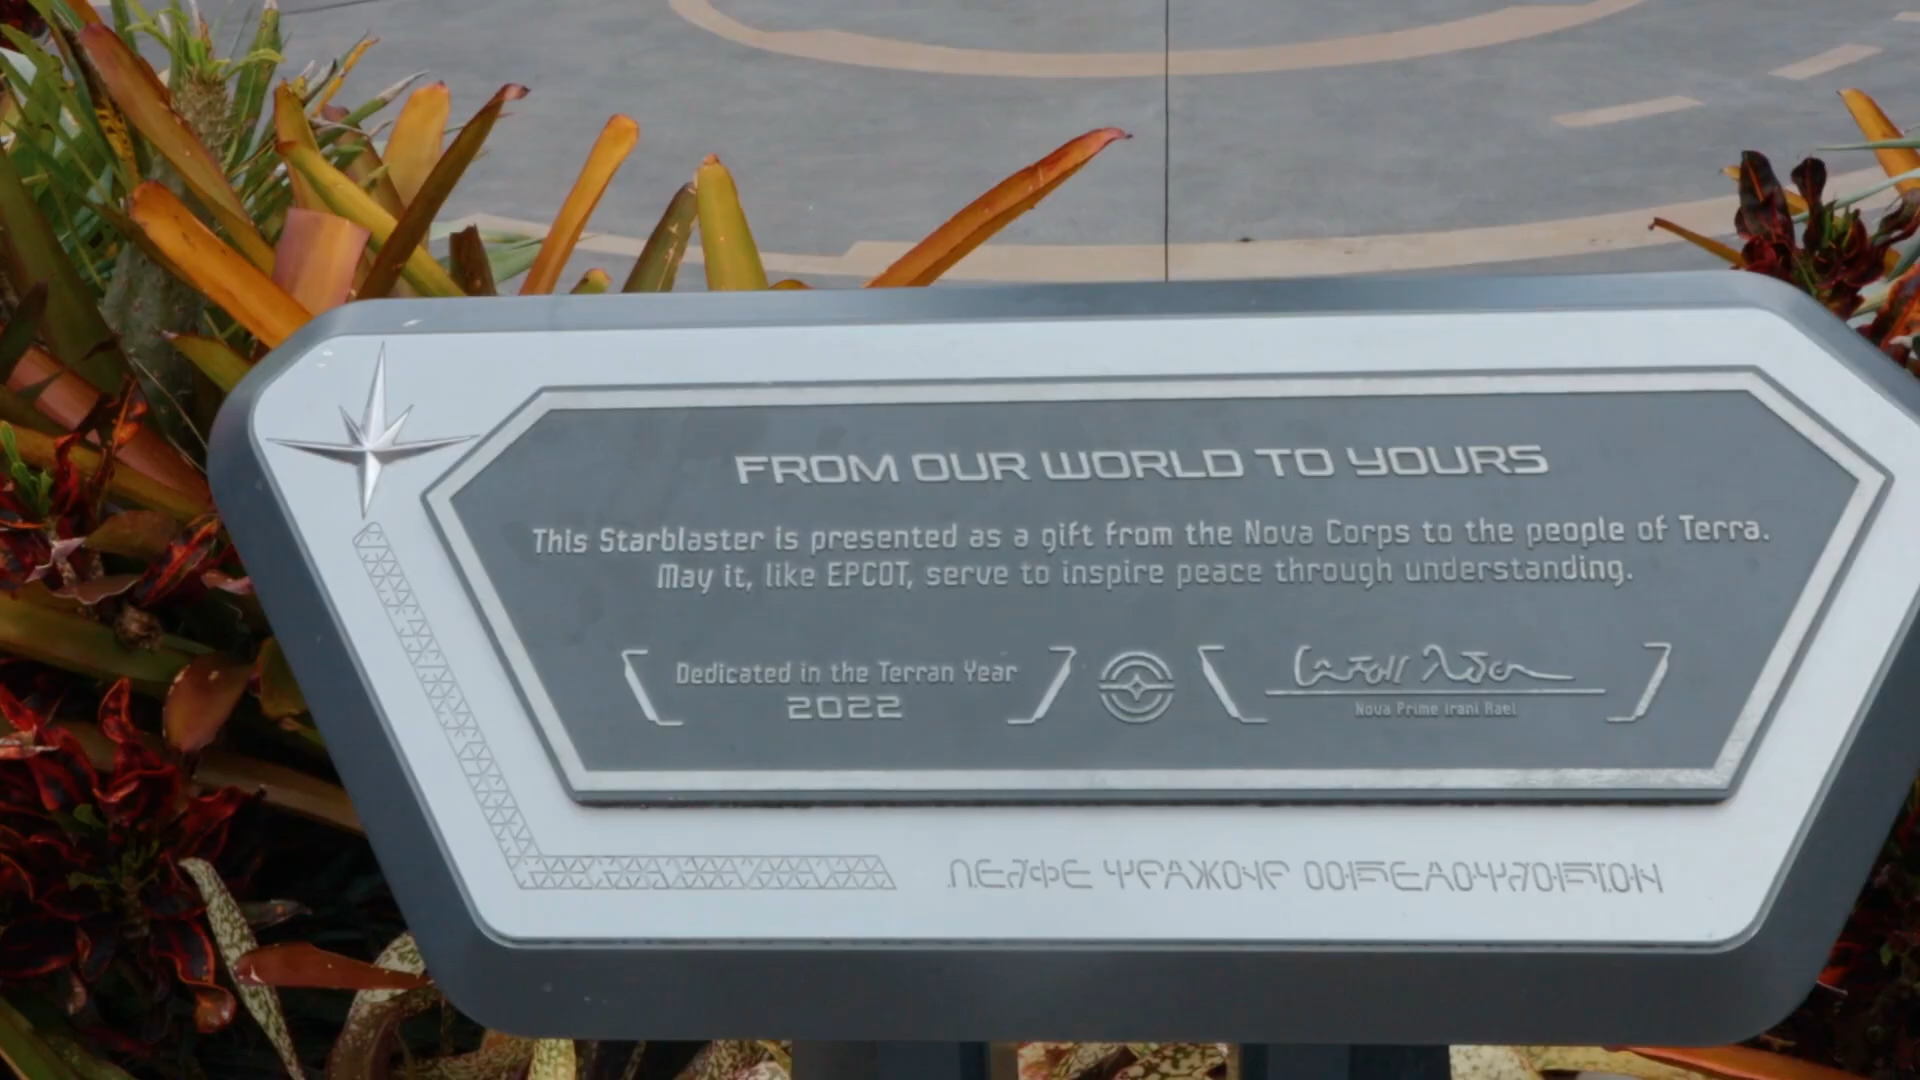 FROM OUR WORLD TO YOURS
This Starblaster is presented as a gift from the Nova Corps to the people of Terra.
May it, like EPCOT, serve to inspire peace through understanding.
Dedicated in the Terran Year
2022
Nova Prime Irani Rael